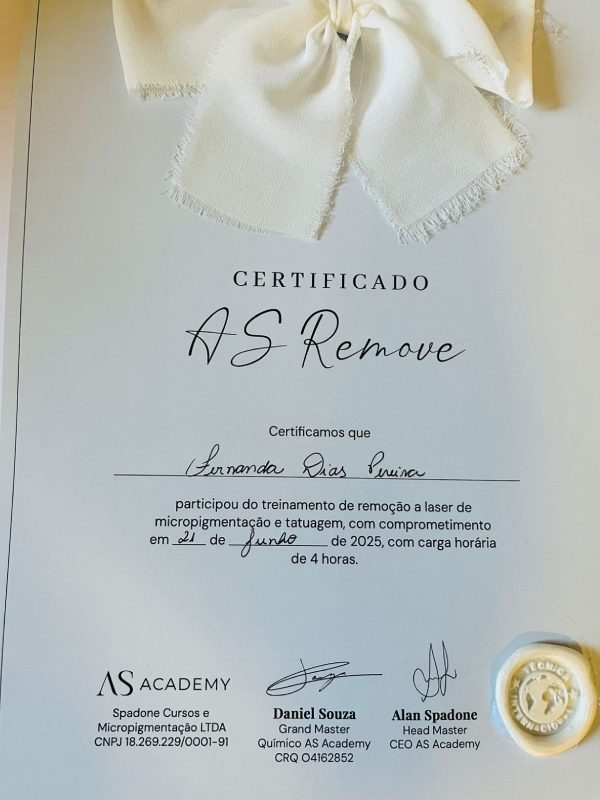 CERTIFICADO
AS Remove
Certificamos que
Fernanda Dias Pereira
participou do treinamento de remoção a laser de
micropigmentação e tatuagem, com comprometimento
em 21 de Junho de 2025, com carga horária
de 4 horas.
AS ACADEMY
Spadone Cursos e
Micropigmentação LTDA
CNPJ 18.269.229/0001-91
Daniel Souza
Grand Master
Químico AS Academy
CRQ 04162852
Alan Spadone
Head Master
CEO AS Academy
TÉCNICA
INTERNACIONAL